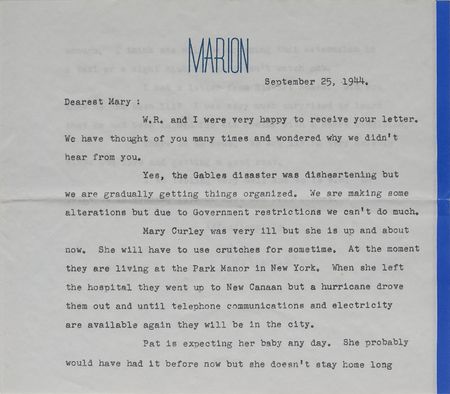 MARION
September 25, 1944.
Dearest Mary :
W.R. and I were very happy to receive your letter.
We have thought of you many times and wondered why we didn't
hear from you.
Yes, the Gables disaster was disheartening but
we are gradually getting things organized. We are making some
alterations but due to Government restrictions we can't do much.
Mary Curley was very ill but she is up and about
now. She will have to use crutches for sometime. At the moment
they are living at the Park Manor in New York. When she left
the hospital they went up to New Canaan but a hurricane drove
them out and until telephone communications and electricity
are available again they will be in the city.
Pat is expecting her baby any day. She probably
would have had it before now but she doesn't stay home long